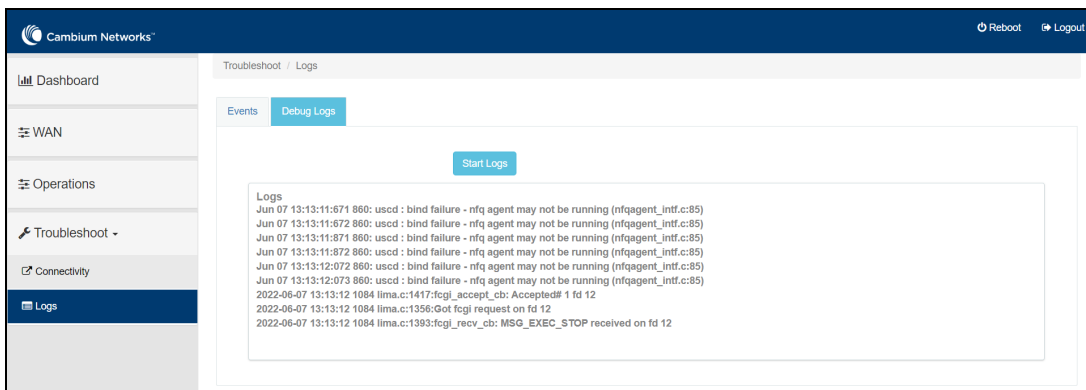 Cambium Networks™
Reboot
Logout
Dashboard
WAN
Operations
Troubleshoot
Connectivity
Logs
Troubleshoot / Logs
Events
Debug Logs
Start Logs
Logs
Jun 07 13:13:11:671 860: uscd : bind failure - nfq agent may not be running (nfqagent_intf.c:85)
Jun 07 13:13:11:672 860: uscd : bind failure - nfq agent may not be running (nfqagent_intf.c:85)
Jun 07 13:13:11:871 860: uscd : bind failure - nfq agent may not be running (nfqagent_intf.c:85)
Jun 07 13:13:11:872 860: uscd : bind failure - nfq agent may not be running (nfqagent_intf.c:85)
Jun 07 13:13:12:072 860: uscd : bind failure - nfq agent may not be running (nfqagent_intf.c:85)
Jun 07 13:13:12:073 860: uscd : bind failure - nfq agent may not be running (nfqagent_intf.c:85)
2022-06-07 13:13:12 1084 lima.c:1417:fcgi_accept_cb: Accepted# 1 fd 12
2022-06-07 13:13:12 1084 lima.c:1356:Got fcgi request on fd 12
2022-06-07 13:13:12 1084 lima.c:1393:fcgi_recv_cb: MSG_EXEC_STOP received on fd 12